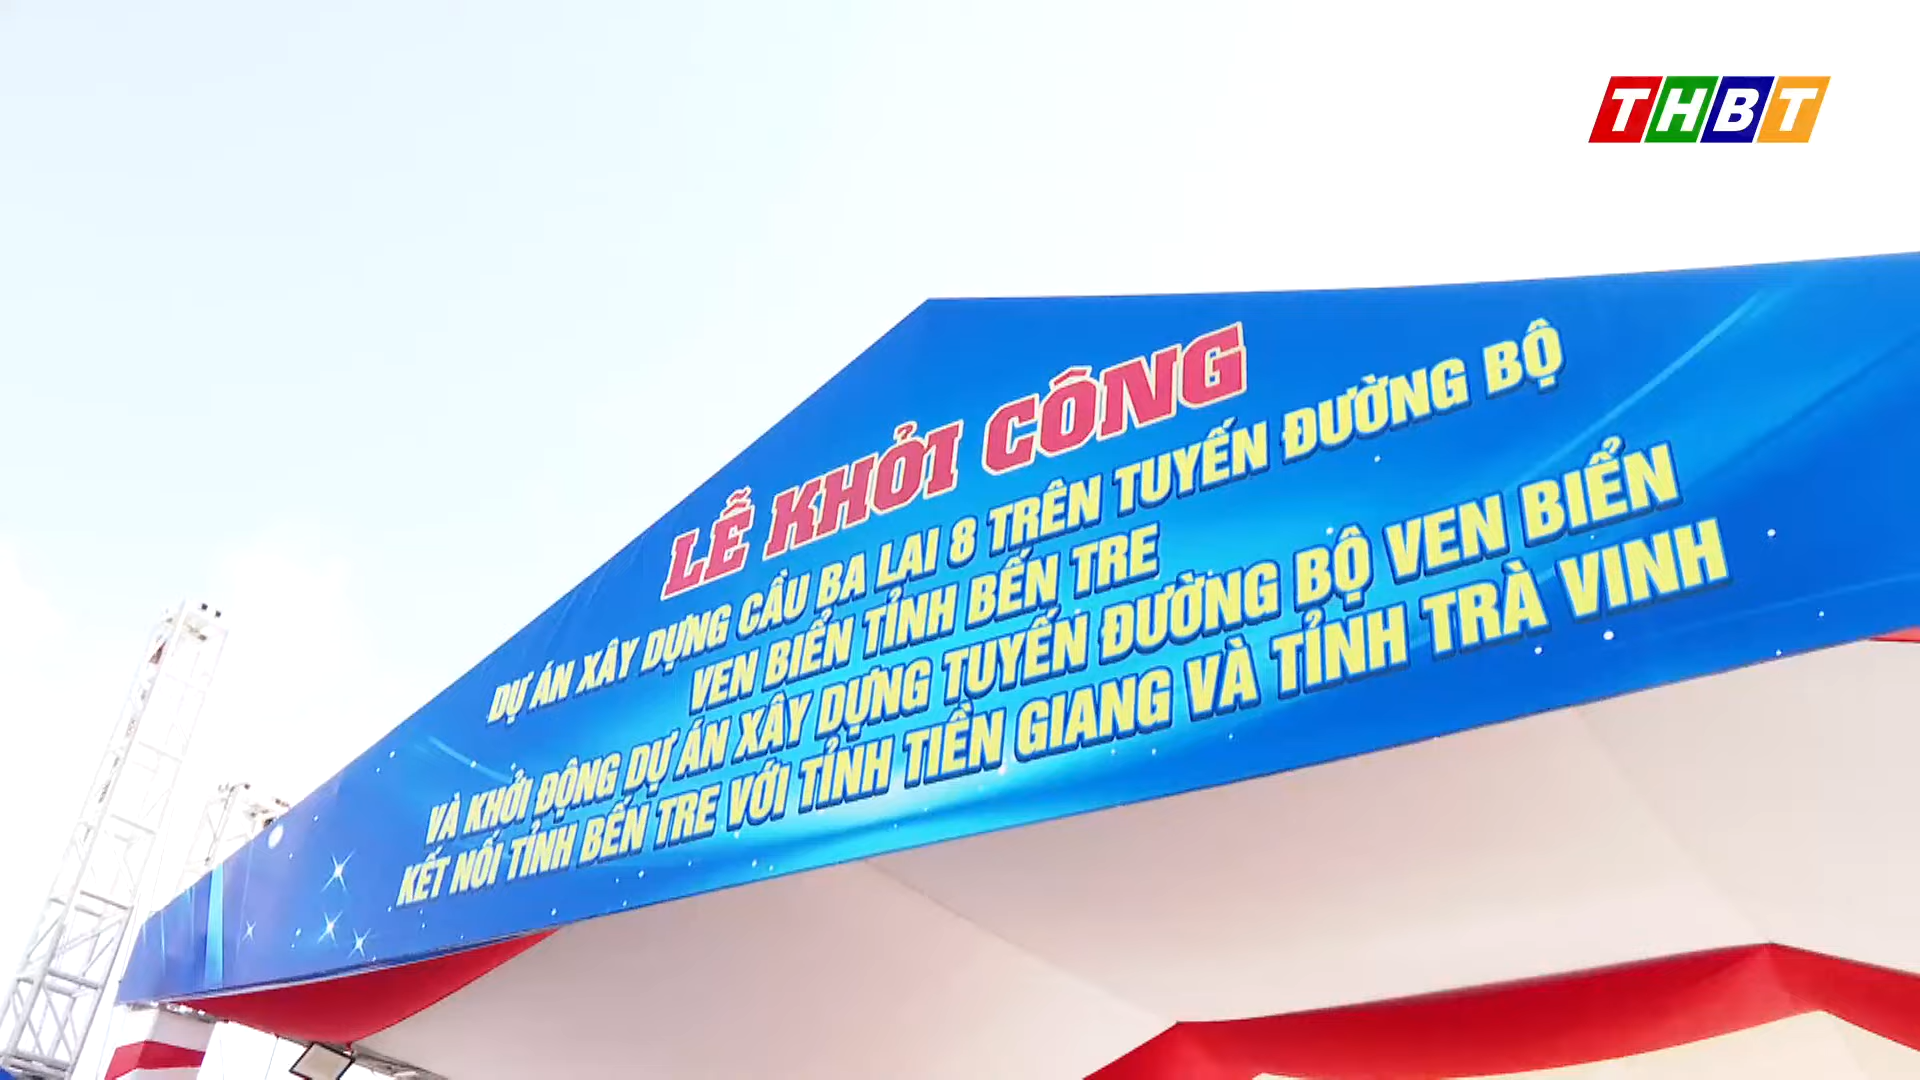 THBT
LỄ KHỞI CÔNG
DỰ ÁN XÂY DỰNG CẦU BA LAI 8 TRÊN TUYẾN ĐƯỜNG BỘ
VEN BIỂN TỈNH BẾN TRE
VÀ KHỞI ĐỘNG DỰ ÁN XÂY DỰNG TUYẾN ĐƯỜNG BỘ VEN BIỂN
KẾT NỐI TỈNH BẾN TRE VỚI TỈNH TIỀN GIANG VÀ TỈNH TRÀ VINH